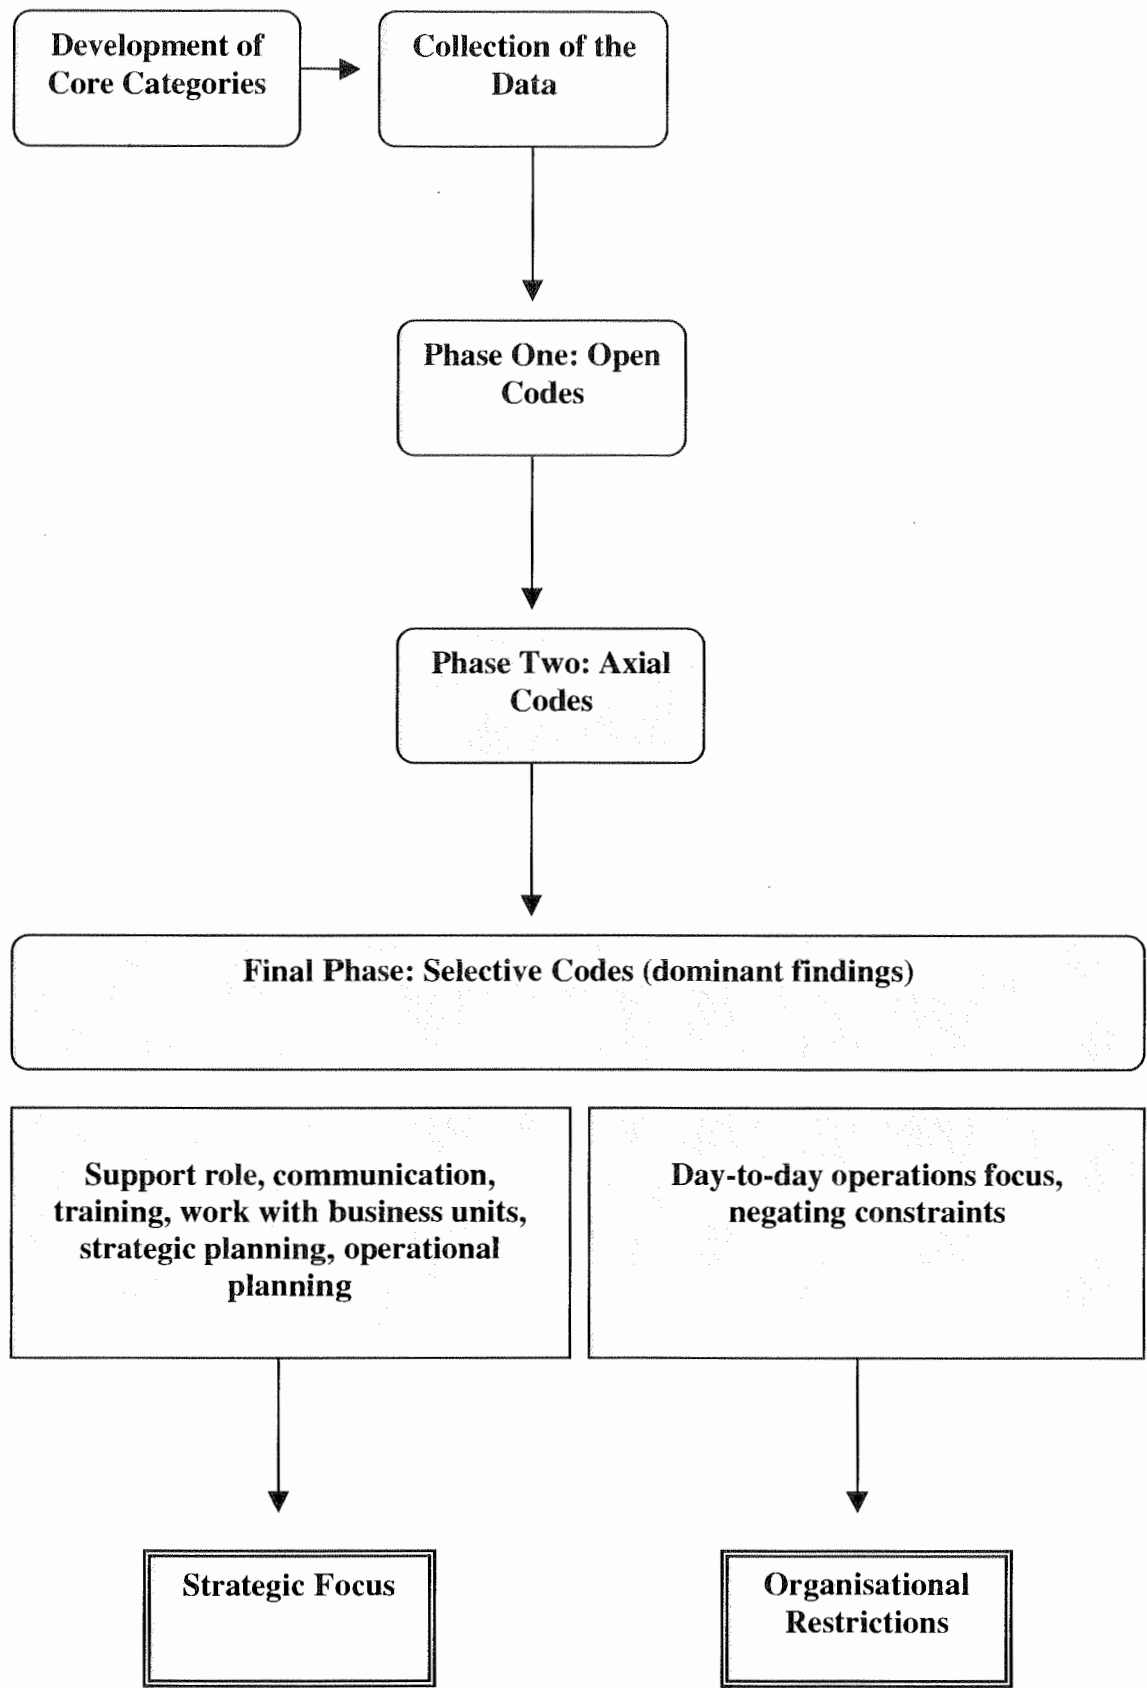 Development of
Core Categories
Collection of the
Data
Phase One: Open
Codes
Phase Two: Axial
Codes
Final Phase: Selective Codes (dominant findings)
Support role, communication,
training, work with business units,
strategic planning, operational
planning
Day-to-day operations focus,
negating constraints
Strategic Focus
Organisational
Restrictions